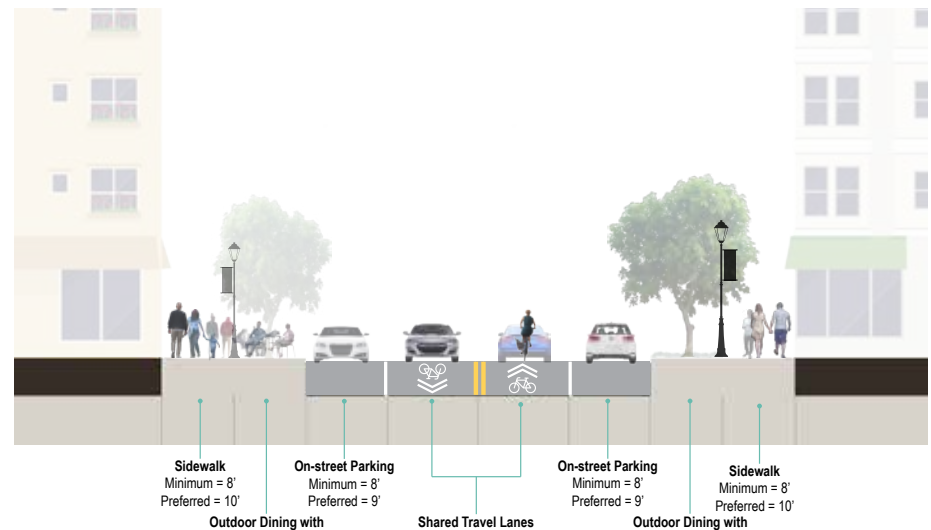 Sidewalk
Minimum = 8’
Preferred = 10’
Outdoor Dining with
On-street Parking
Minimum = 8’
Preferred = 9’
Shared Travel Lanes
On-street Parking
Minimum = 8’
Preferred = 9’
Outdoor Dining with
Sidewalk
Minimum = 8’
Preferred = 10’